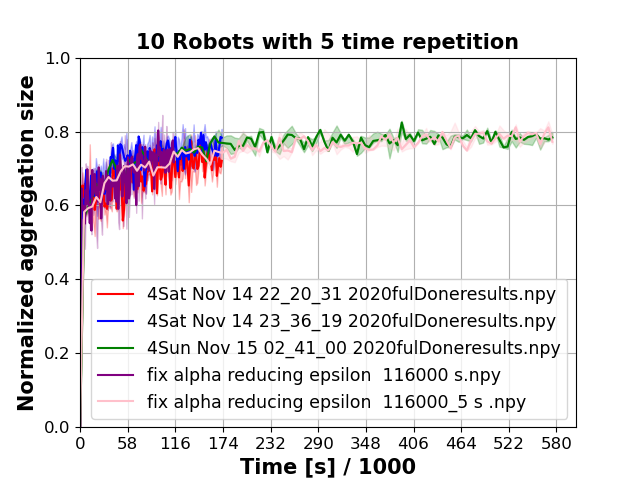 10 Robots with 5 time repetition
Normalized aggregation size
1.0
0.8
0.6
0.4
0.2
0.0
4Sat Nov 14 22_20_31 2020fulDoneresults.npy
4Sat Nov 14 23_36_19 2020fulDoneresults.npy
4Sun Nov 15 02_41_00 2020fulDoneresults.npy
fix alpha reducing epsilon  116000 s.npy
fix alpha reducing epsilon  116000_5 s .npy
0 58 116 174 232 290 348 406 464 522 580
Time [s] / 1000